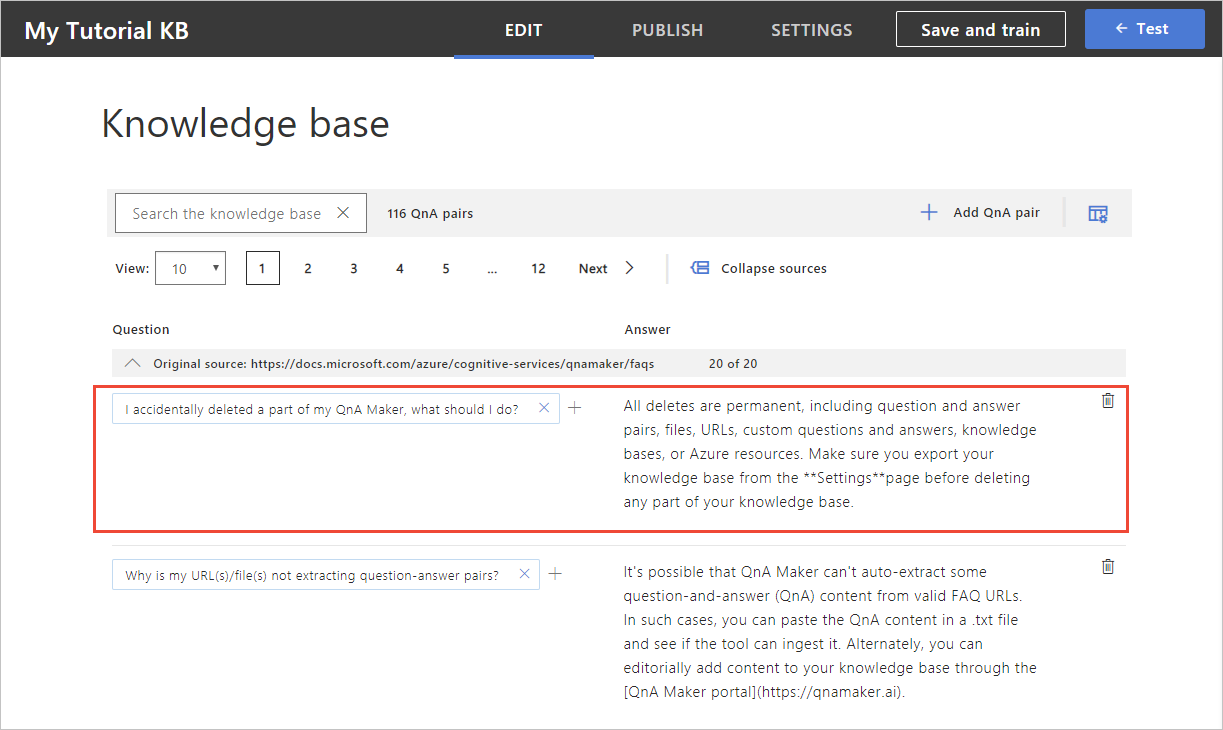 My Tutorial KB
EDIT
PUBLISH
SETTINGS
Save and train
← Test
Knowledge base
Search the knowledge base
116 QnA pairs
Add QnA pair
View:
10
1
2
3
4
5
...
12
Next
Collapse sources
Question
Answer
Original source: https://docs.microsoft.com/azure/cognitive-services/qnamaker/faqs
20 of 20
I accidentally deleted a part of my QnA Maker, what should I do?
All deletes are permanent, including question and answer
pairs, files, URLs, custom questions and answers, knowledge
bases, or Azure resources. Make sure you export your
knowledge base from the **Settings**page before deleting
any part of your knowledge base.
Why is my URL(s)/file(s) not extracting question-answer pairs?
It's possible that QnA Maker can't auto-extract some
question-and-answer (QnA) content from valid FAQ URLs.
In such cases, you can paste the QnA content in a .txt file
and see if the tool can ingest it. Alternately, you can
editorially add content to your knowledge base through the
[QnA Maker portal](https://qnamaker.ai).